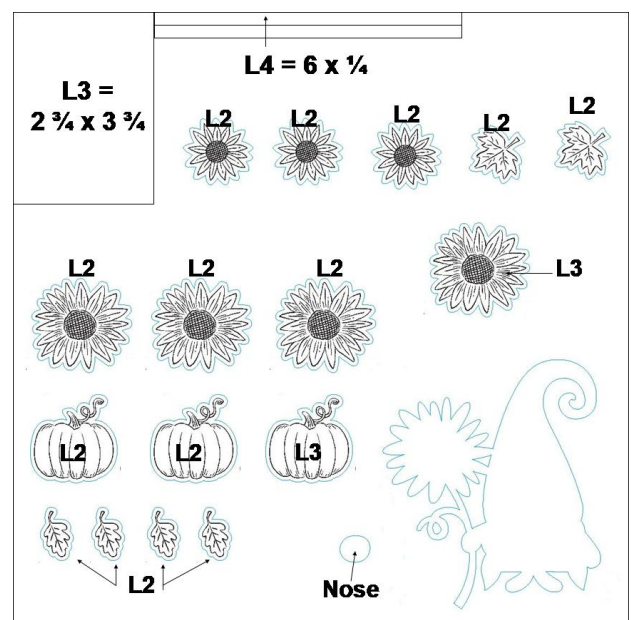 L4 = 6 x ¼
L3 =
2 ¾ x 3 ¾
L2 L2 L2 L2 L2
L3
L2 L2 L2
L2 L2 L3
L2
Nose